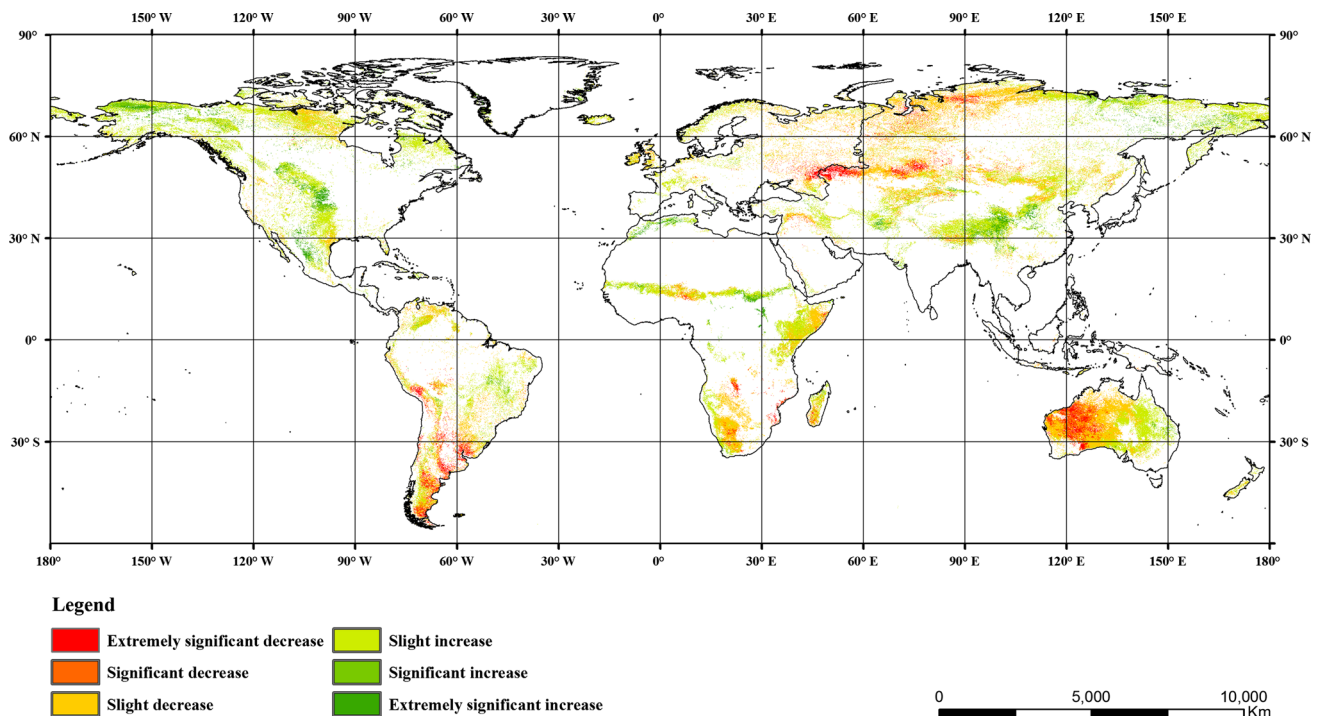 150° W 120° W 90° W 60° W 30° W 0° 30° E 60° E 90° E 120° E 150° E
90° 90°
60° N 60° N
30° N 30° N
0° 0°
30° S 30° S
180° 150° W 120° W 90° W 60° W 30° W 0° 30° E 60° E 90° E 120° E 150° E 180°
Legend
Extremely significant decrease Slight increase
Significant decrease Significant increase
Slight decrease Extremely significant increase
0 5,000 10,000
Km